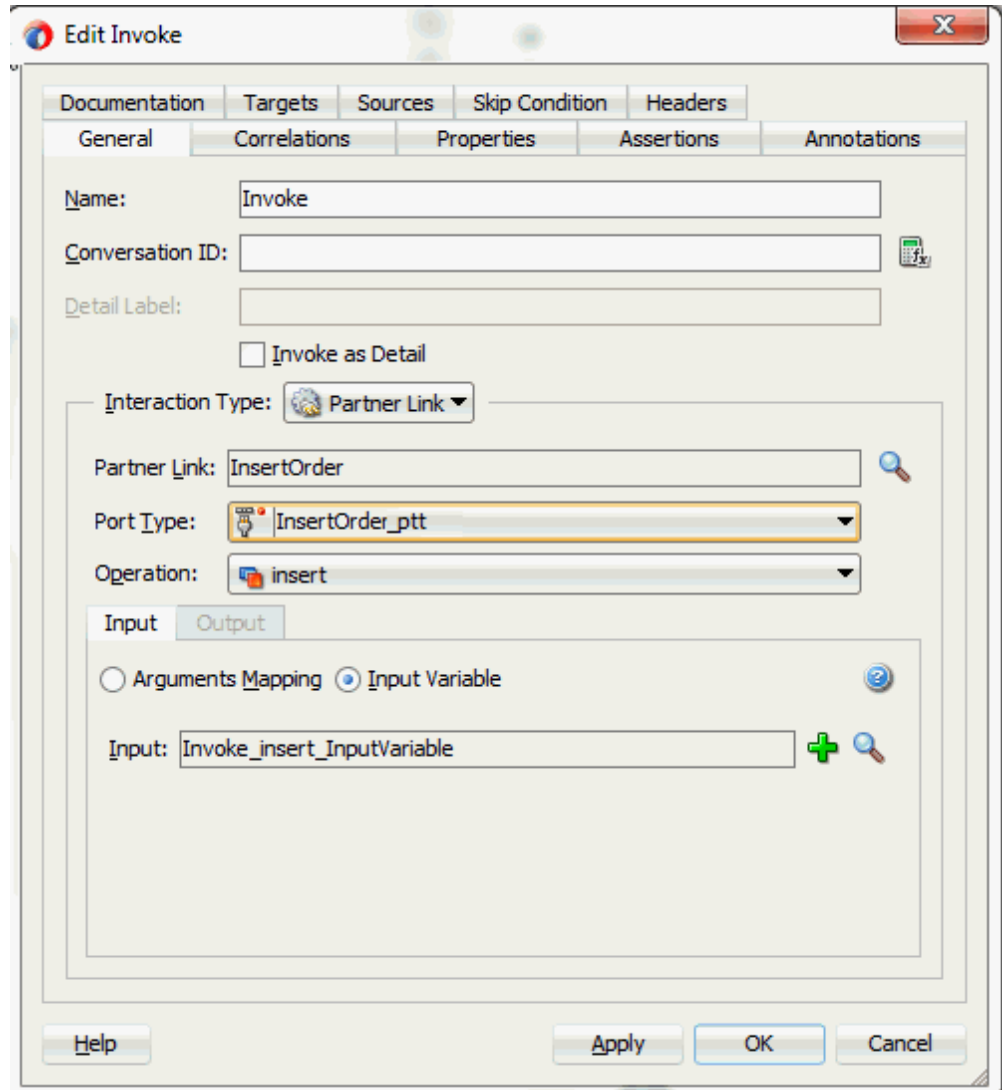 Edit Invoke
Documentation Targets Sources Skip Condition Headers
General Correlations Properties Assertions Annotations
Name: Invoke
Conversation ID:
Detail Label:
Invoke as Detail
Interaction Type: Partner Link
Partner Link: InsertOrder
Port Type: InsertOrder_ptt
Operation: insert
Input Output
Arguments Mapping Input Variable
Input: Invoke_insert_InputVariable
Help Apply OK Cancel